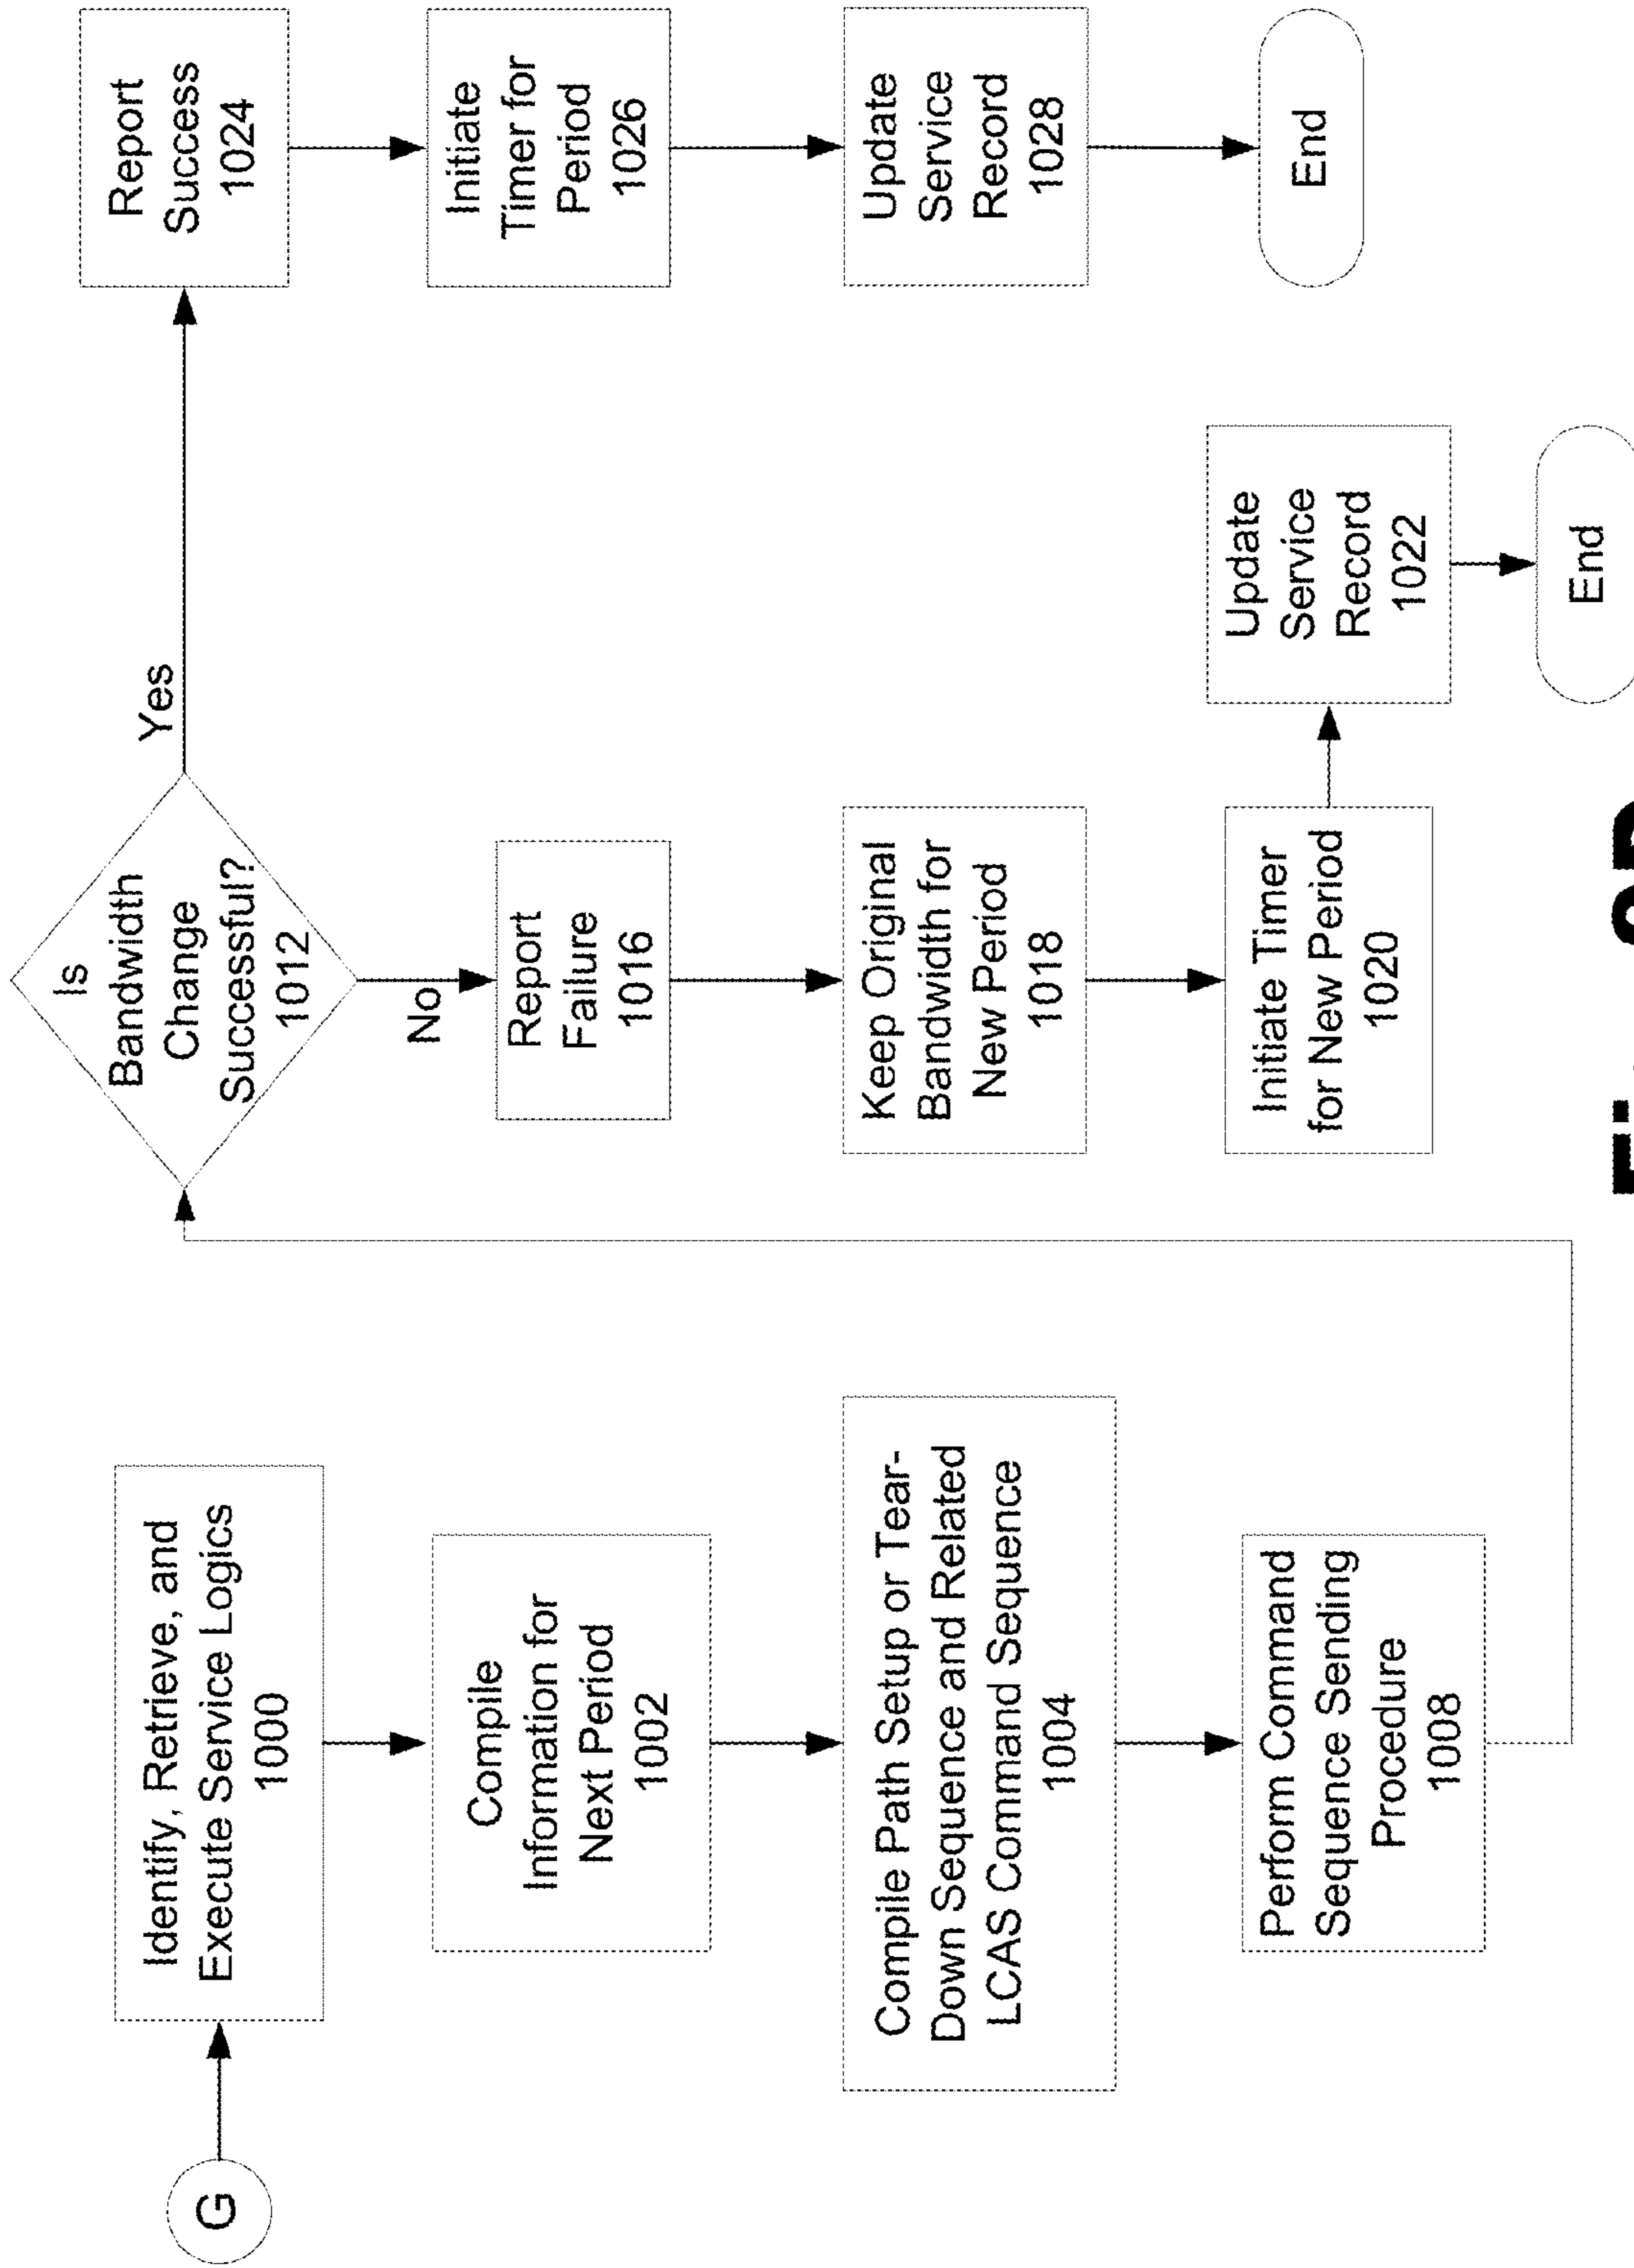 G
Identify, Retrieve, and
Execute Service Logics
1000
Compile
Information for
Next Period
1002
Compile Path Setup or Tear-
Down Sequence and Related
LCAS Command Sequence
1004
Perform Command
Sequence Sending
Procedure
1008
Is
Bandwidth
Change
Successful?
1012
Yes
No
Report
Failure
1016
Keep Original
Bandwidth for
New Period
1018
Initiate Timer
for New Period
1020
Update
Service
Record
1022
End
Report
Success
1024
Initiate
Timer for
Period
1026
Update
Service
Record
1028
End